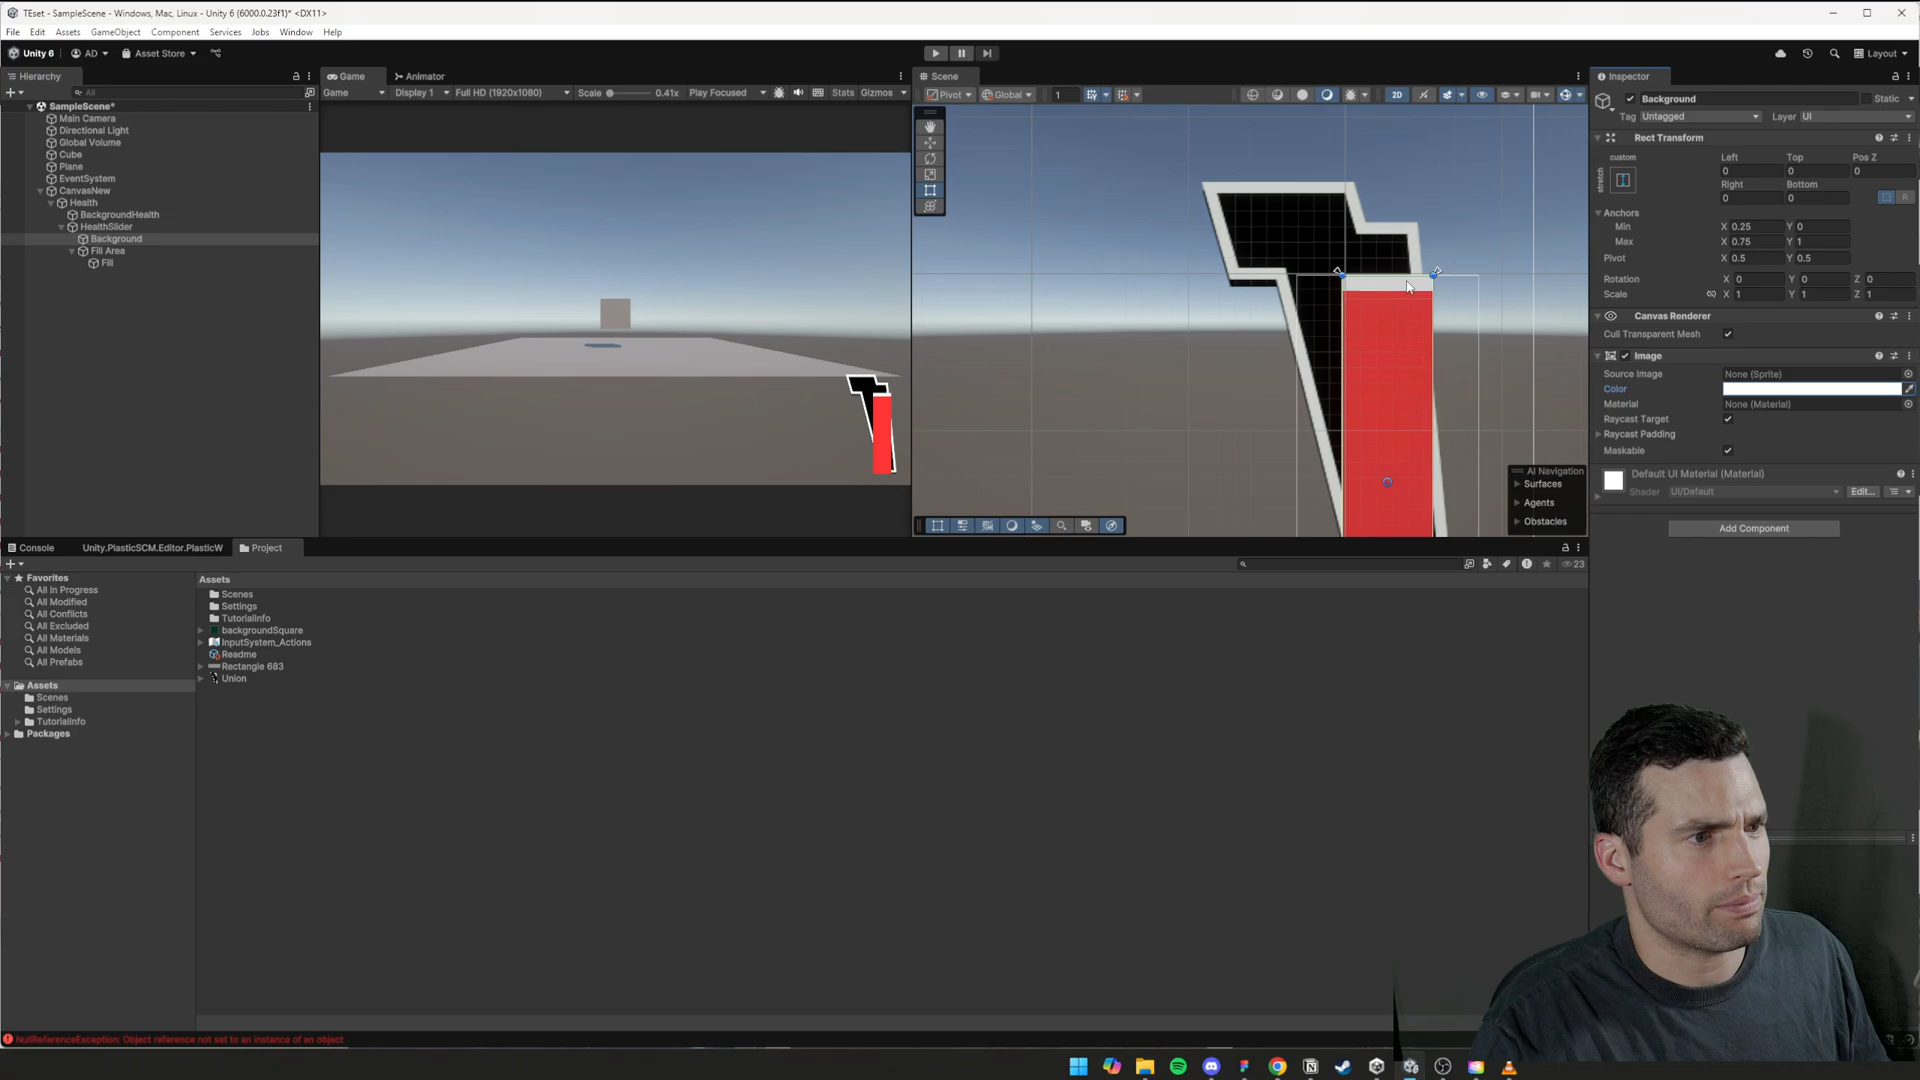 TEset - SampleScene - Windows, Mac, Linux - Unity 6 (6000.0.23f1)* <DX11>
File Edit Assets GameObject Component Services Jobs Window Help
Unity 6 AD Asset Store Layout
Hierarchy
All
SampleScene*
Main Camera
Directional Light
Global Volume
Cube
Plane
EventSystem
CanvasNew
Health
BackgroundHealth
HealthSlider
Background
Fill Area
Fill
Game Animator
Game Display 1 Full HD (1920x1080) Scale 0.41x Play Focused Stats Gizmos
Scene
Pivot Global 1 2D
AI Navigation
Surfaces
Agents
Obstacles
Inspector
Background Static
Tag Untagged Layer UI
Rect Transform
custom Left Top Pos Z
stretch 0 0 0
Right Bottom
0 0 R
Anchors
Min X 0.25 Y 0
Max X 0.75 Y 1
Pivot X 0.5 Y 0.5
Rotation X 0 Y 0 Z 0
Scale X 1 Y 1 Z 1
Canvas Renderer
Cull Transparent Mesh
Image
Source Image None (Sprite)
Color
Material None (Material)
Raycast Target
Raycast Padding
Maskable
Default UI Material (Material)
Shader UI/Default Edit...
Add Component
Console Unity.PlasticSCM.Editor.PlasticW Project
23
Favorites
All In Progress
All Modified
All Conflicts
All Excluded
All Materials
All Models
All Prefabs
Assets
Scenes
Settings
TutorialInfo
Packages
Assets
Scenes
Settings
TutorialInfo
backgroundSquare
InputSystem_Actions
Readme
Rectangle 683
Union
NullReferenceException: Object reference not set to an instance of an object